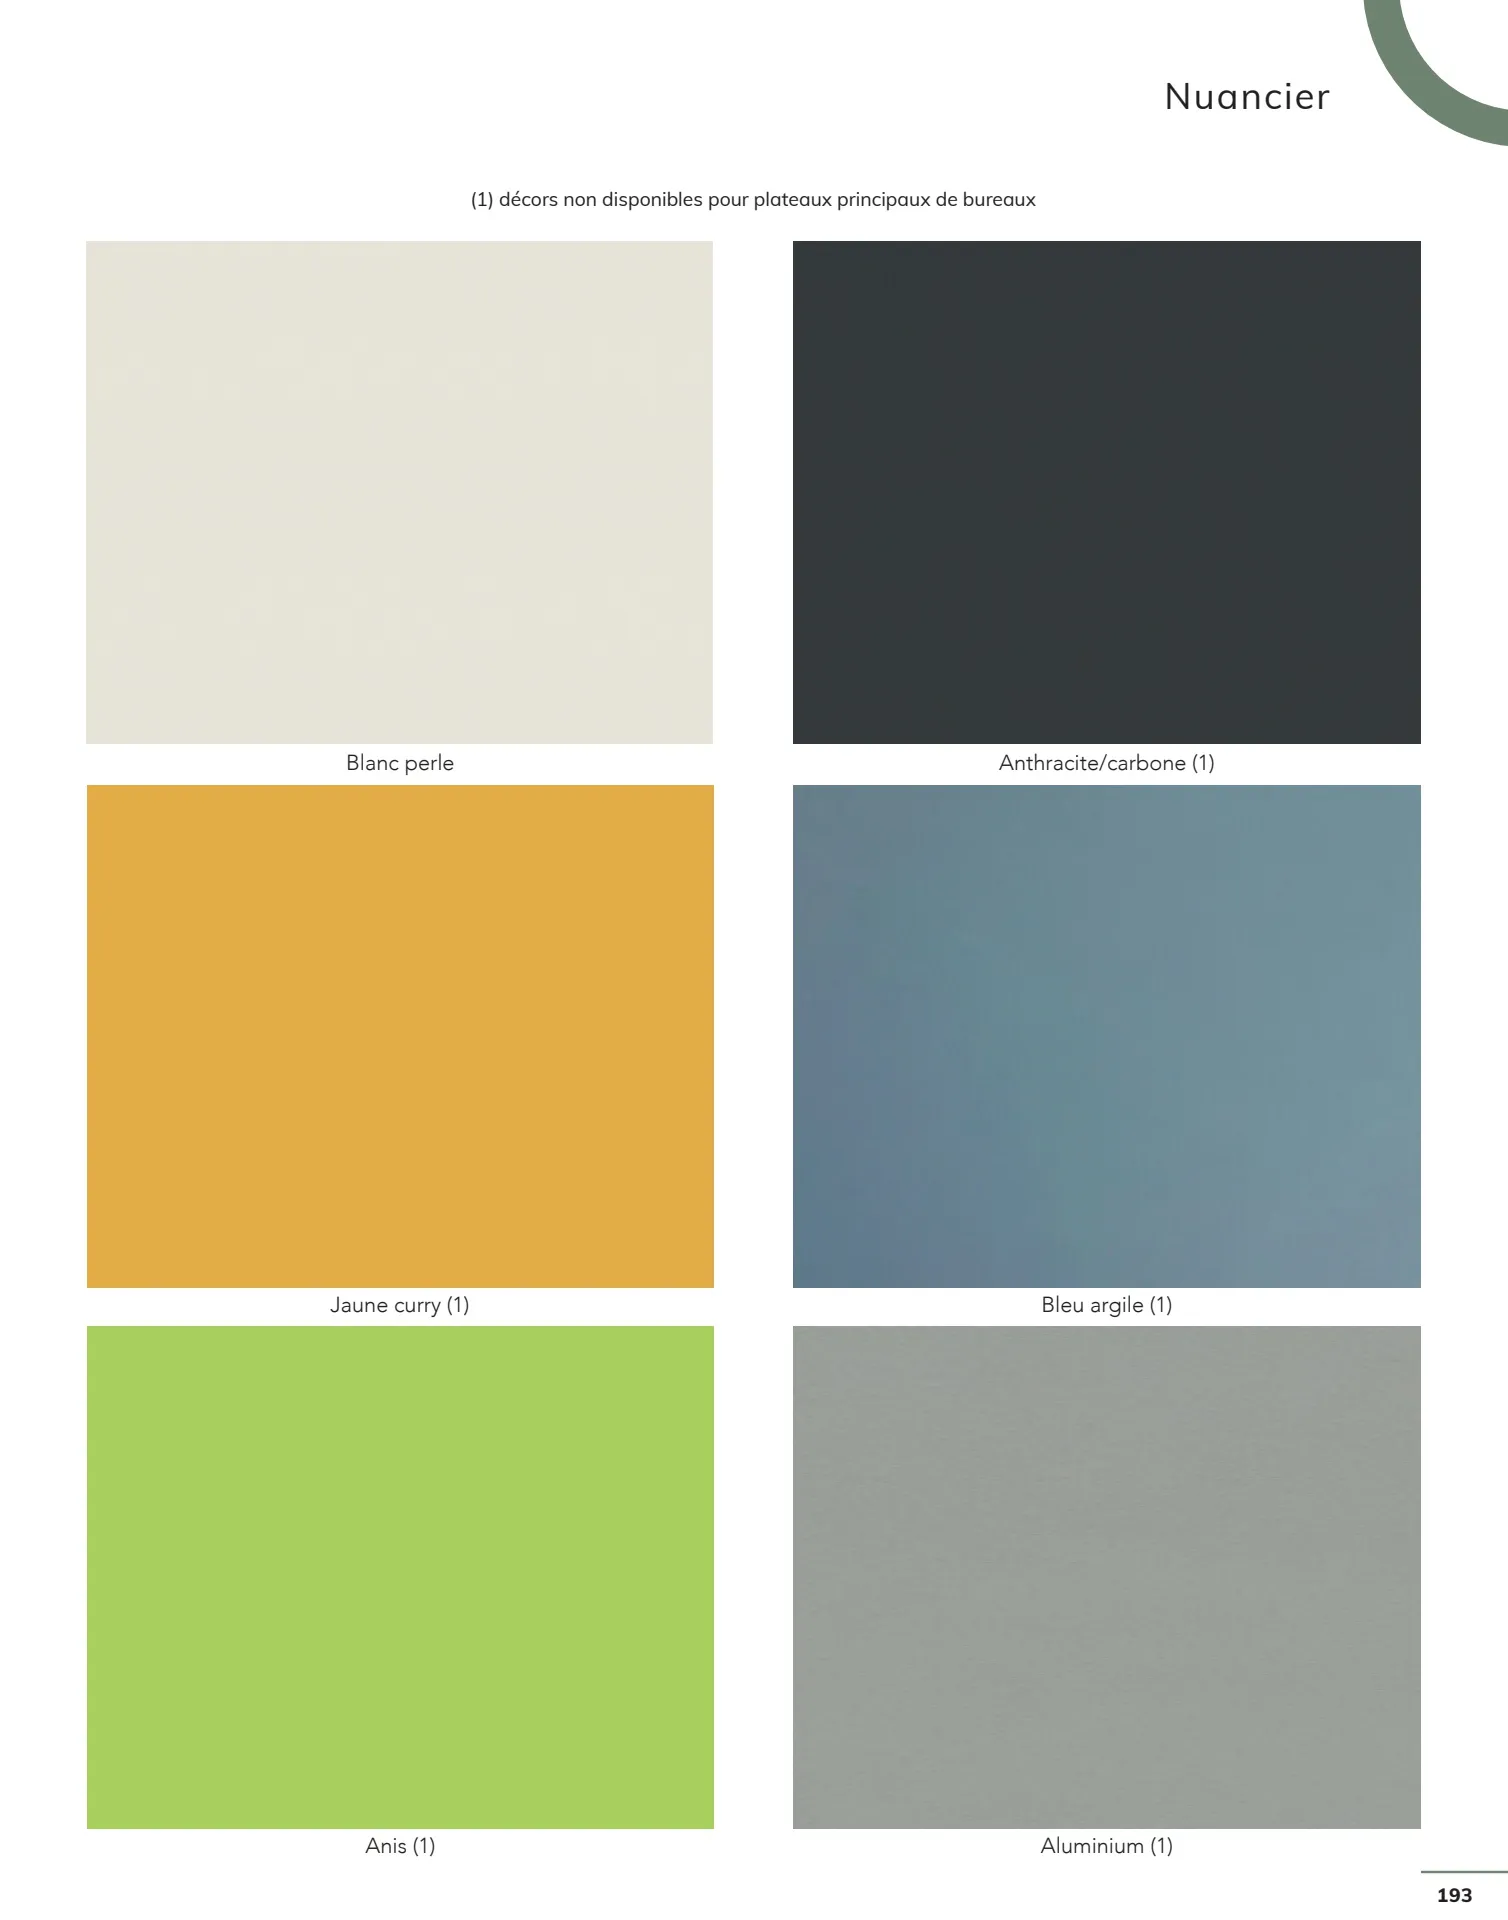 Nuancier
(1) décors non disponibles pour plateaux principaux de bureaux
Blanc perle
Anthracite/carbone (1)
Jaune curry (1)
Bleu argile (1)
Anis (1)
Aluminium (1)
193